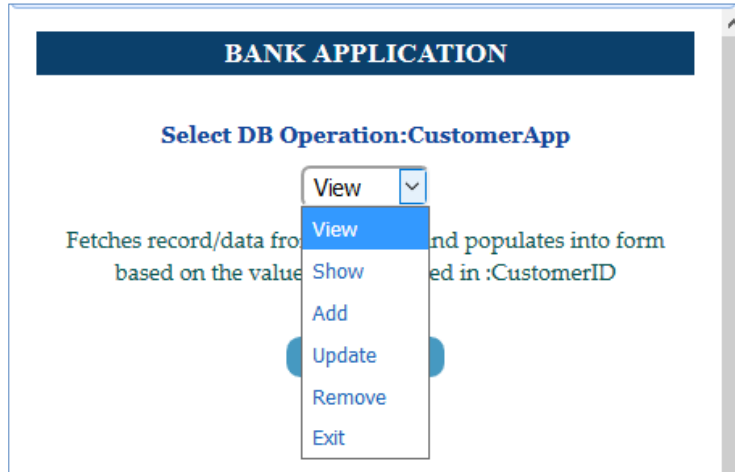 BANK APPLICATION
Select DB Operation:CustomerApp
View
View
Fetches record/data nd populates into form
Show
based on the value ed in :CustomerID
Add
Update
Remove
Exit